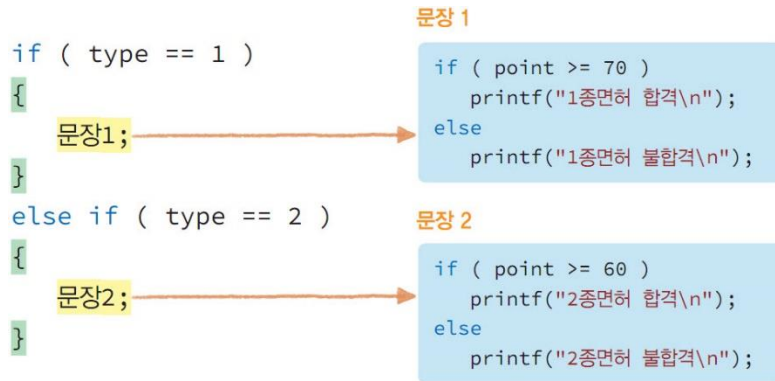 if ( type == 1 )
{
문장1;
}
else if ( type == 2 )
{
문장2;
}
문장 1
if ( point >= 70 )
printf("1종면허 합격\n");
else
printf("1종면허 불합격\n");
문장 2
if ( point >= 60 )
printf("2종면허 합격\n");
else
printf("2종면허 불합격\n");